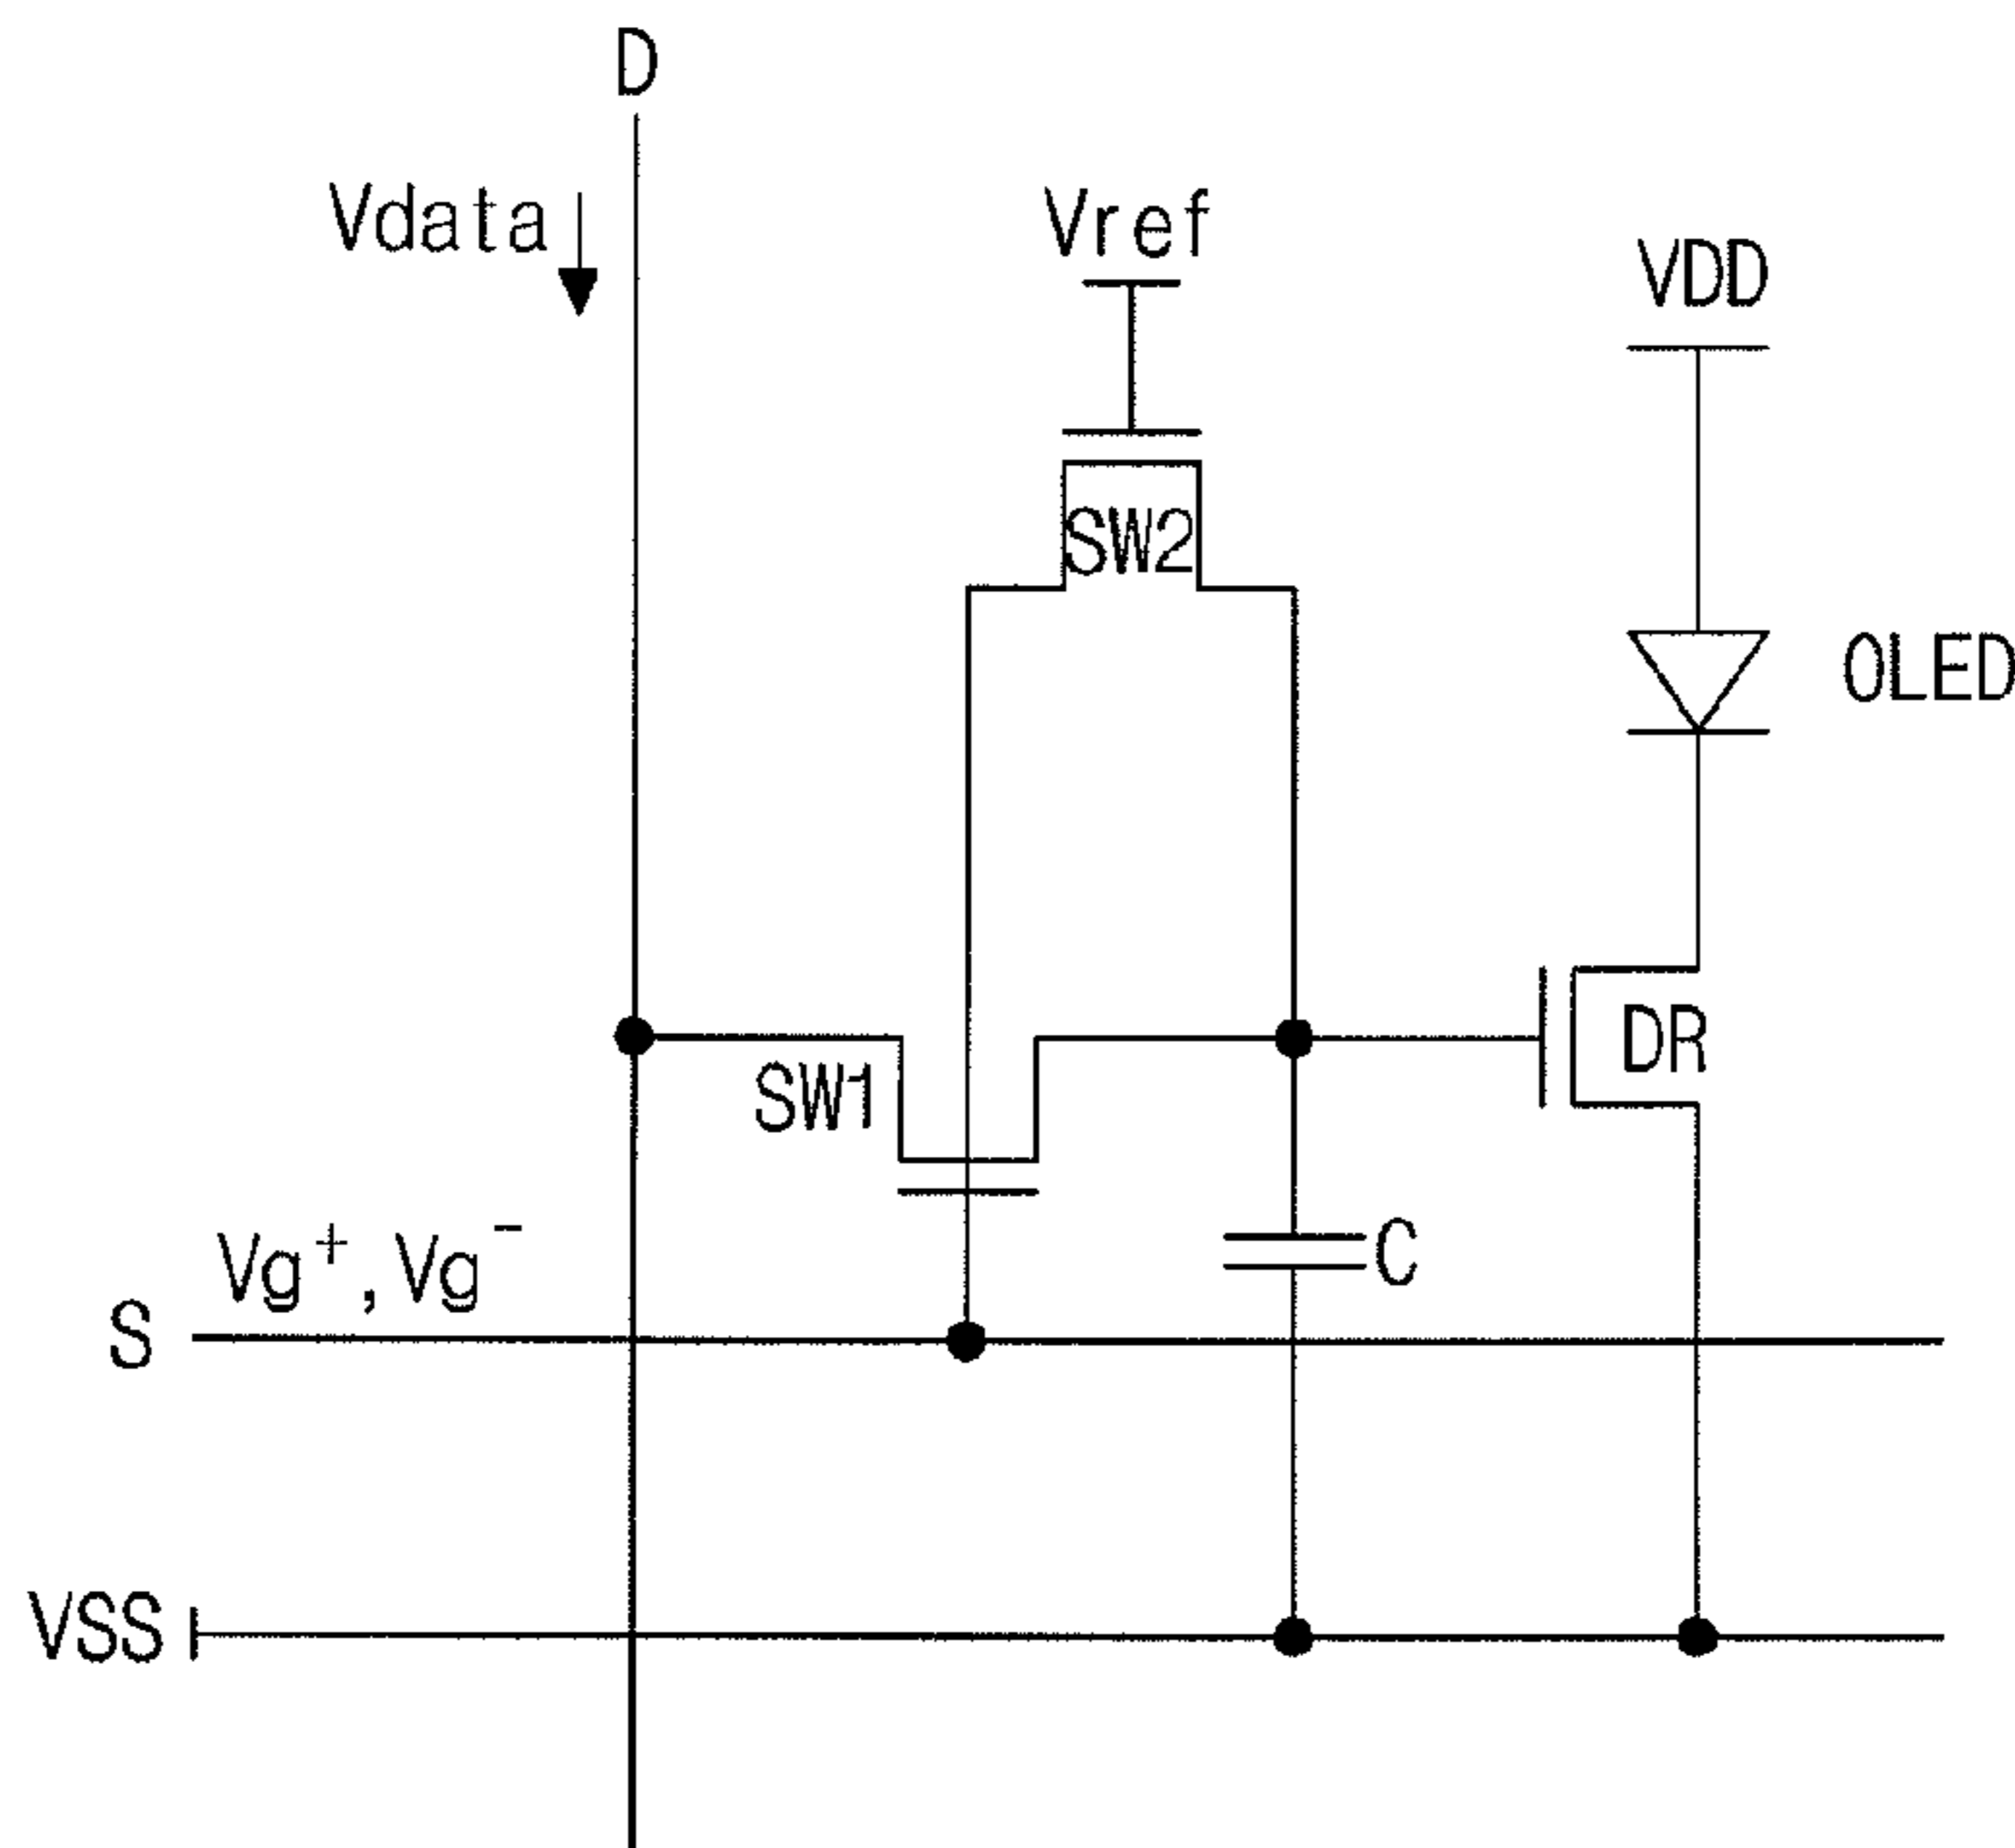 D
Vdata
Vref
VDD
SW2
OLED
SW1
DR
Vg+,Vg-
C
S
VSS